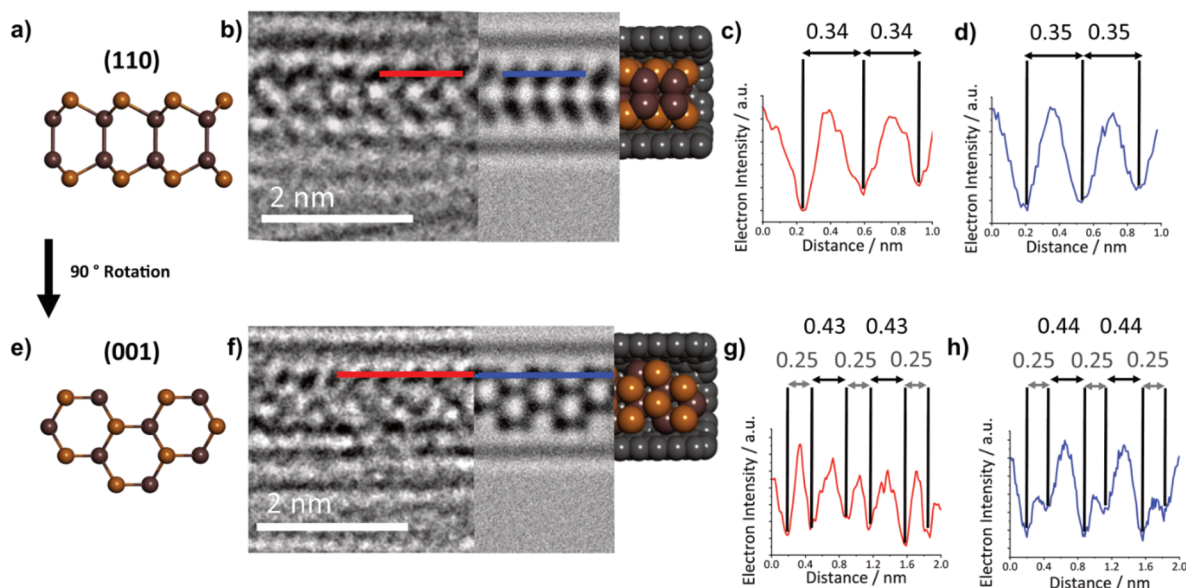 a)
(110)
90 ° Rotation
e)
(001)
b)
2 nm
f)
2 nm
c)
0.34 0.34
Electron Intensity / a.u.
0.0 0.2 0.4 0.6 0.8 1.0
Distance / nm
d)
0.35 0.35
Electron Intensity / a.u.
0.0 0.2 0.4 0.6 0.8 1.0
Distance / nm
g)
0.43 0.43
0.25 0.25 0.25
Electron Intensity / a.u.
0.0 0.4 0.8 1.2 1.6 2.0
Distance / nm
h)
0.44 0.44
0.25 0.25 0.25
Electron Intensity / a.u.
0.0 0.4 0.8 1.2 1.6 2.0
Distance / nm